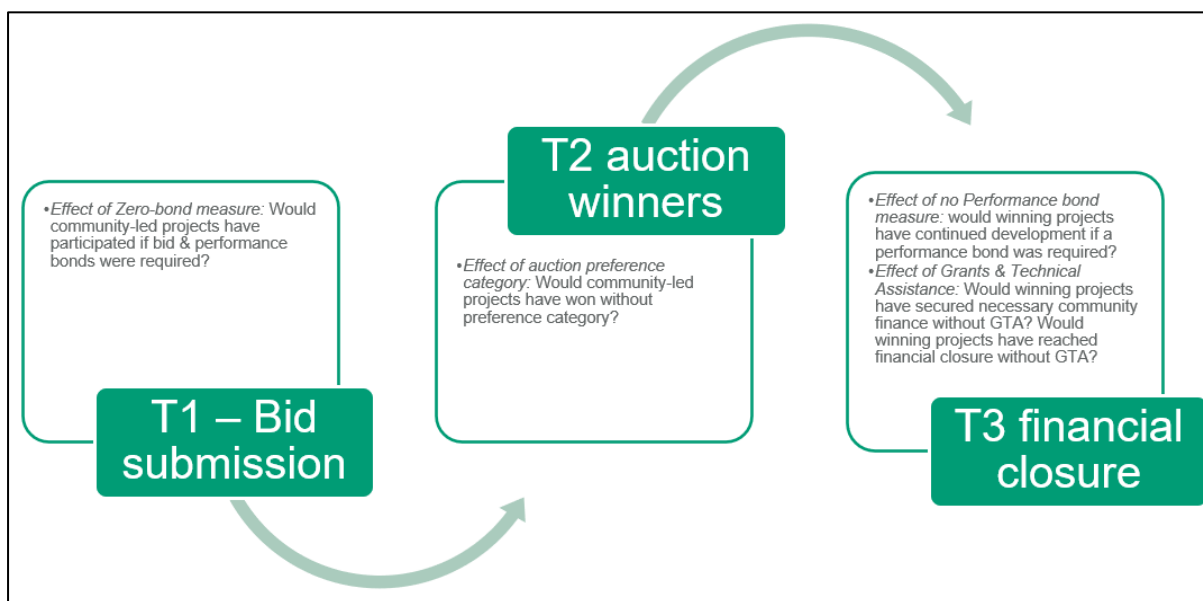 •Effect of Zero-bond measure: Would
community-led projects have
participated if bid & performance
bonds were required?
T1 – Bid
submission
T2 auction
winners
•Effect of auction preference
category: Would community-led
projects have won without
preference category?
•Effect of no Performance bond
measure: would winning projects
have continued development if a
performance bond was required?
•Effect of Grants & Technical
Assistance: Would winning projects
have secured necessary community
finance without GTA? Would
winning projects have reached
financial closure without GTA?
T3 financial
closure